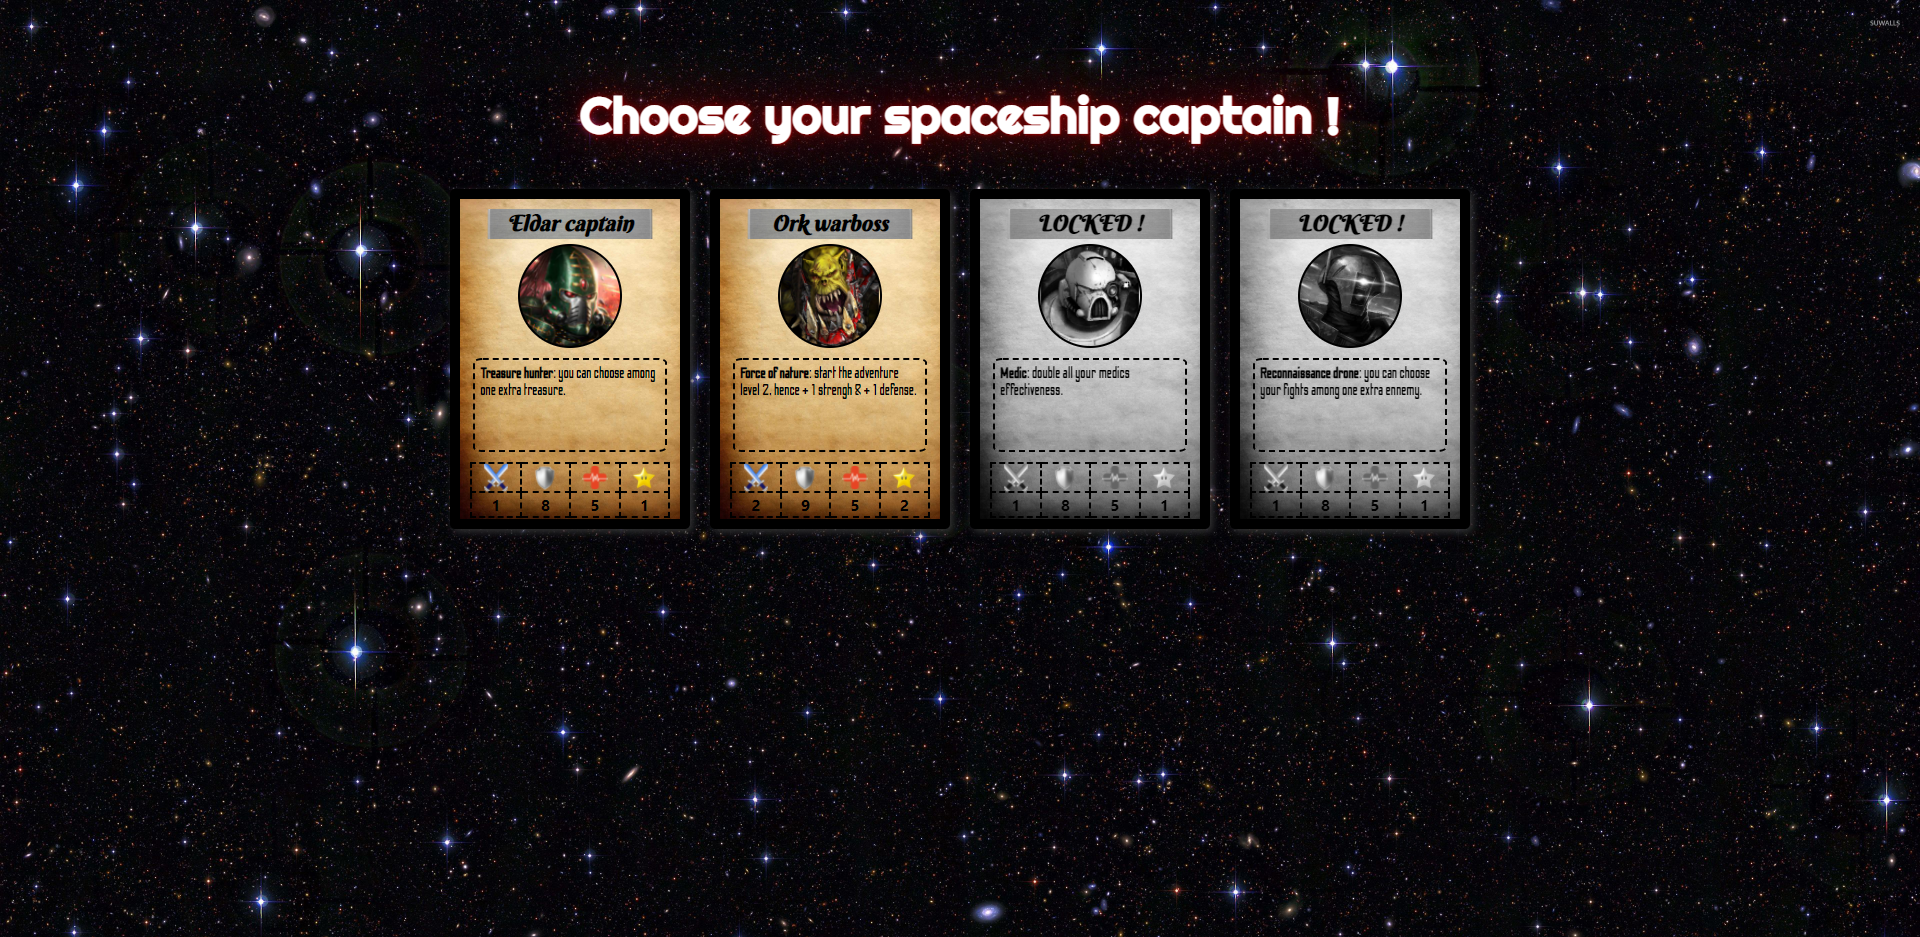 SUWALLS
Choose your spaceship captain !
Eldar captain
Treasure hunter: you can choose among
one extra treasure.
1 8 5 1
Ork warboss
Force of nature: start the adventure
level 2, hence + 1 strengh & + 1 defense.
2 9 5 2
LOCKED !
Medic: double all your medics
effectiveness.
1 8 5 1
LOCKED !
Reconnaissance drone: you can choose
your fights among one extra ennemy.
1 8 5 1